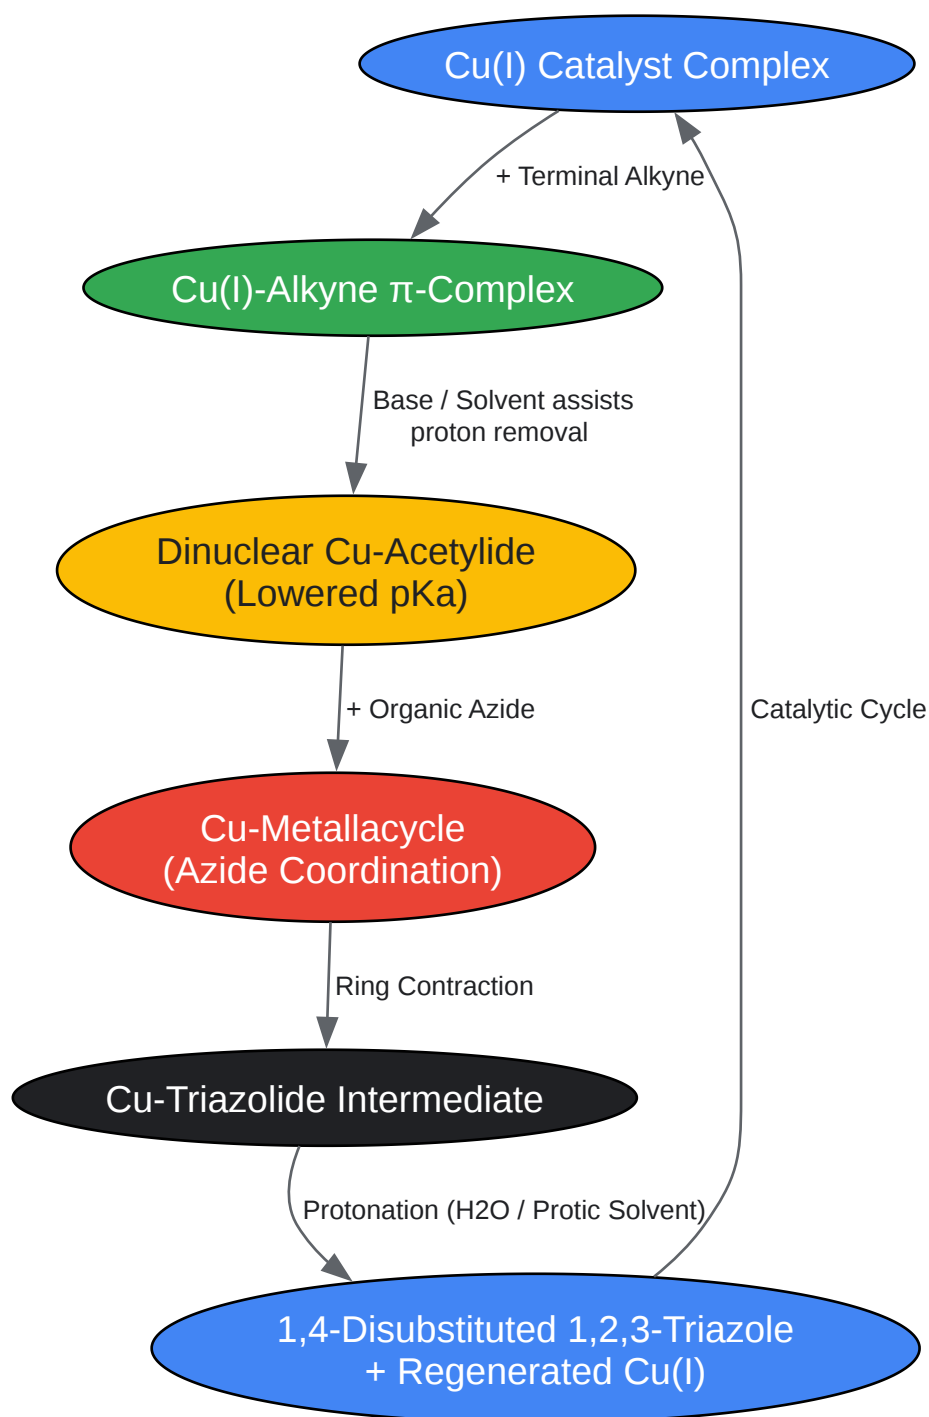 Cu(I) Catalyst Complex
+ Terminal Alkyne
Cu(I)-Alkyne π-Complex
Base / Solvent assists
proton removal
Dinuclear Cu-Acetylide
(Lowered pKa)
+ Organic Azide
Catalytic Cycle
Cu-Metallacycle
(Azide Coordination)
Ring Contraction
Cu-Triazolide Intermediate
Protonation (H2O / Protic Solvent)
1,4-Disubstituted 1,2,3-Triazole
+ Regenerated Cu(I)